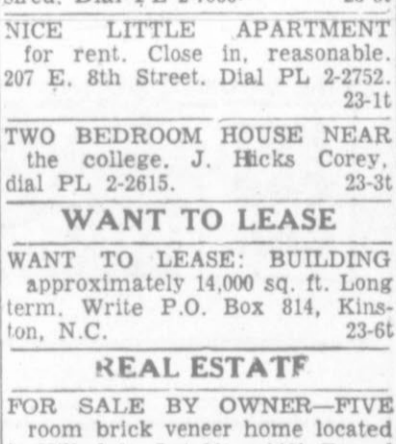 NICE LITTLE APARTMENT
for rent. Close in, reasonable.
207 E. 8th Street. Dial PL 2-2752.
23-1t
TWO BEDROOM HOUSE NEAR
the college. J. Hicks Corey,
dial PL 2-2615. 23-3t
WANT TO LEASE
WANT TO LEASE: BUILDING
approximately 14,000 sq. ft. Long
term. Write P.O. Box 814, Kins-
ton, N.C. 23-6t
REAL ESTATE
FOR SALE BY OWNER—FIVE
room brick veneer home located